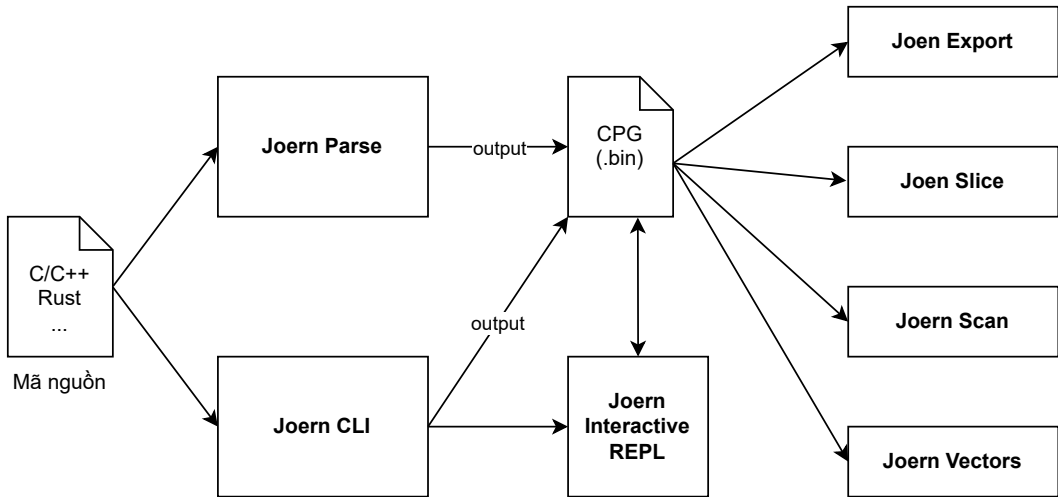 C/C++
Rust
...
Mã nguồn
Joern Parse
Joern CLI
output
output
CPG
(.bin)
Joern
Interactive
REPL
Joen Export
Joen Slice
Joern Scan
Joern Vectors